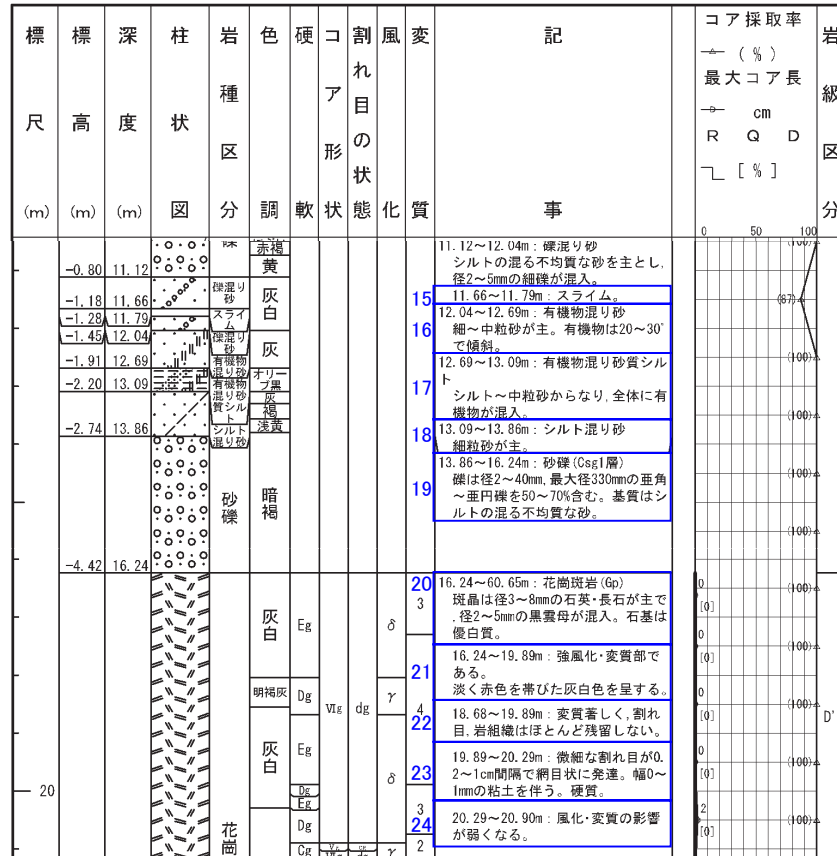 標尺(m)
標高(m)
深度(m)
柱状図
岩種区分
色調
硬軟
コア形状
割れ目の状態
風化
変質
記事
コア採取率
(%)
最大コア長
cm
R Q D
[%]
0 50 100
岩級区分
赤褐
11.12～12.04m：礫混り砂
シルトの混る不均質な砂を主とし,
径2～5mmの細礫が混入。
-0.80 11.12
黄
-1.18 11.66
礫混り砂
灰白
15
11.66～11.79m：スライム。
(87)
-1.28 11.79
スライム
16
12.04～12.69m：有機物混り砂
細～中粒砂が主。有機物は20～30°
で傾斜。
-1.45 12.04
礫混り砂
灰
(100)
-1.91 12.69
有機物混り砂
オリーブ黒
17
12.69～13.09m：有機物混り砂質シル
ト
シルト～中粒砂からなり,全体に有
機物が混入。
-2.20 13.09
有機物混り砂質シルト
灰
褐
浅黄
(100)
18
13.09～13.86m：シルト混り砂
細粒砂が主。
-2.74 13.86
シルト混り砂
19
13.86～16.24m：砂礫(Csg1層)
礫は径2～40mm,最大径330mmの亜角
～亜円礫を50～70%含む。基質はシ
ルトの混る不均質な砂。
砂礫
暗褐
(100)
(100)
-4.42 16.24
20
3
16.24～60.65m：花崗斑岩(Gp)
斑晶は径3～8mmの石英・長石が主で
,径2～5mmの黒雲母が混入。石基は
優白質。
灰白
Eg
δ
0
[0]
(100)
21
16.24～19.89m：強風化・変質部で
ある。
淡く赤色を帯びた灰白色を呈する。
0
[0]
(100)
明褐灰
Dg
VIg
dg
γ
4
22
18.68～19.89m：変質著しく,割れ
目,岩組織はほとんど残留しない。
0
[0]
(100)
D'
灰白
Eg
δ
23
19.89～20.29m：微細な割れ目が0.
2～1cm間隔で網目状に発達。幅0～
1mmの粘土を伴う。硬質。
0
[0]
(100)
20
Dg
Eg
3
24
20.29～20.90m：風化・変質の影響
が弱くなる。
Dg
2
[0]
(100)
花崗
Cg
γ
2